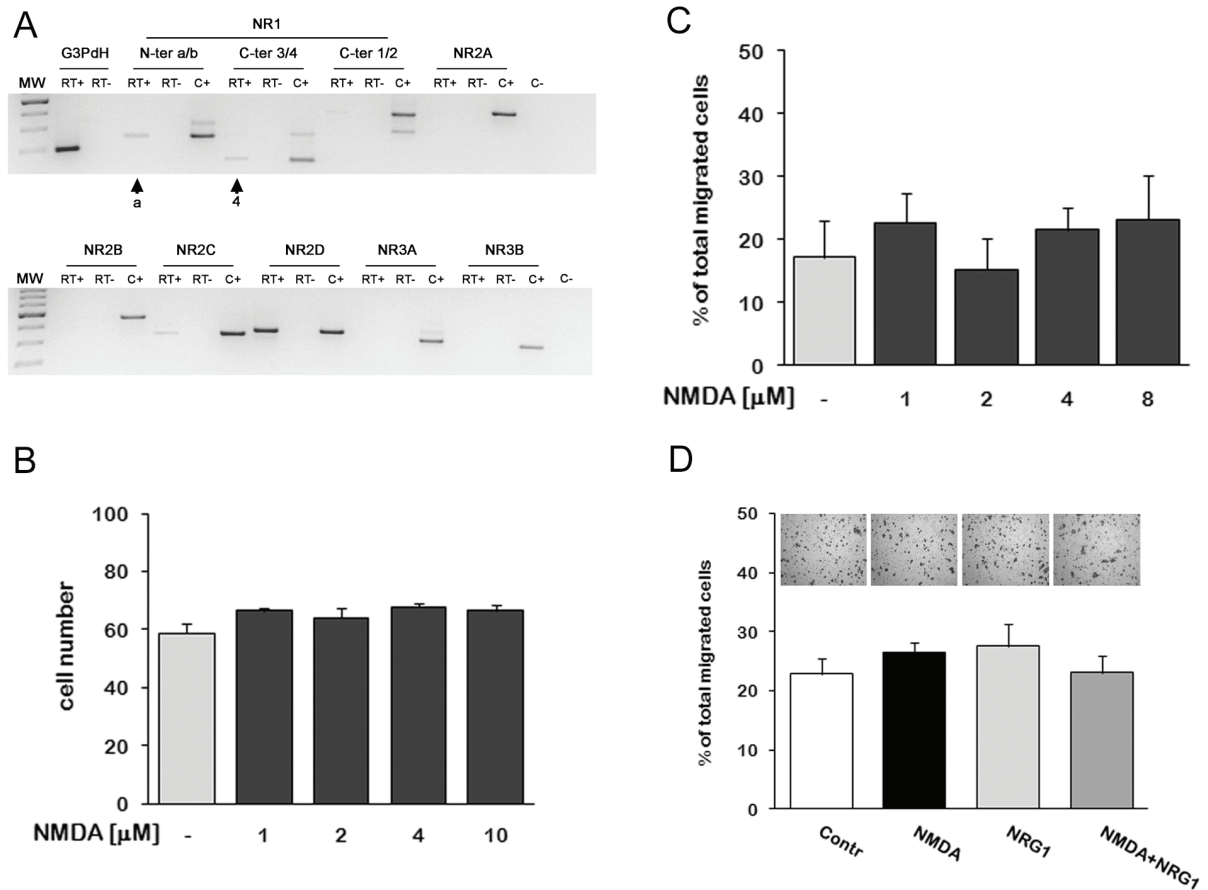 A
NR1
G3PdH N-ter a/b C-ter 3/4 C-ter 1/2 NR2A
MW RT+ RT- RT+ RT- C+ RT+ RT- C+ RT+ RT- C+ RT+ RT- C+ C-
a 4
NR2B NR2C NR2D NR3A NR3B
MW RT+ RT- C+ RT+ RT- C+ RT+ RT- C+ RT+ RT- C+ RT+ RT- C+ C-
B
cell number
100
80
60
40
20
0
NMDA [µM] - 1 2 4 10
C
% of total migrated cells
50
40
30
20
10
0
NMDA [µM] - 1 2 4 8
D
% of total migrated cells
50
40
30
20
10
0
Contr NMDA NRG1 NMDA+NRG1